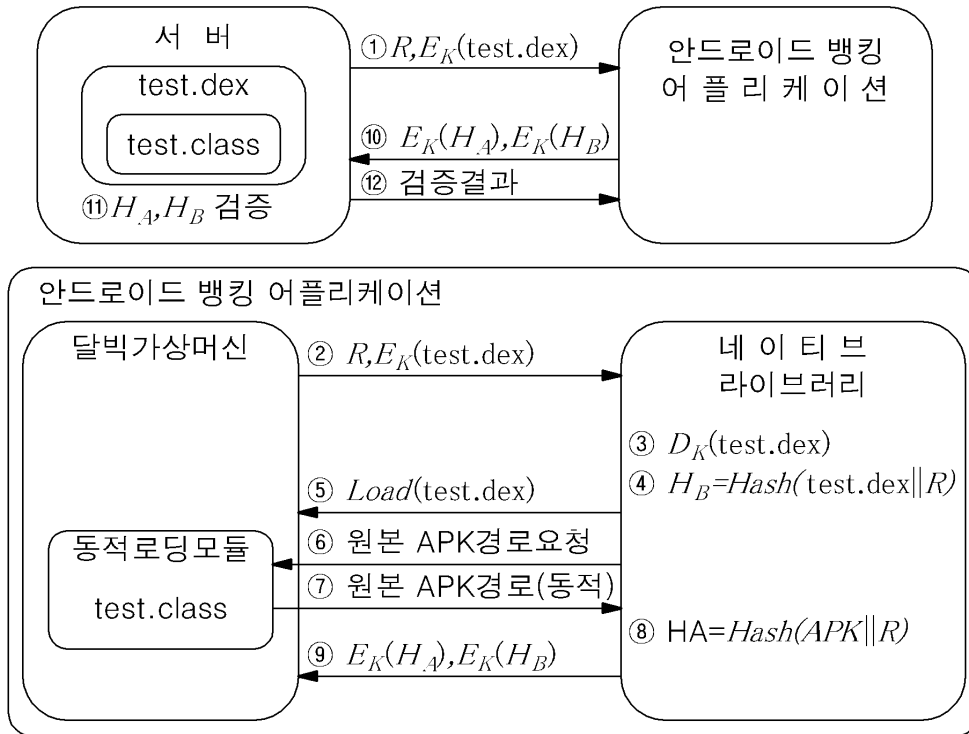 서 버
test.dex
test.class
⑪H_A,H_B 검증
① R,E_K(test.dex)
⑩ E_K(H_A),E_K(H_B)
⑫ 검증결과
안드로이드 뱅킹
어 플 리 케 이 션
안드로이드 뱅킹 어플리케이션
달빅가상머신
② R,E_K(test.dex)
네 이 티 브
라이브러리
③ D_K(test.dex)
④ H_B=Hash(test.dex||R)
⑤ Load(test.dex)
⑥ 원본 APK경로요청
동적로딩모듈
test.class
⑦ 원본 APK경로(동적)
⑧ HA=Hash(APK||R)
⑨ E_K(H_A),E_K(H_B)